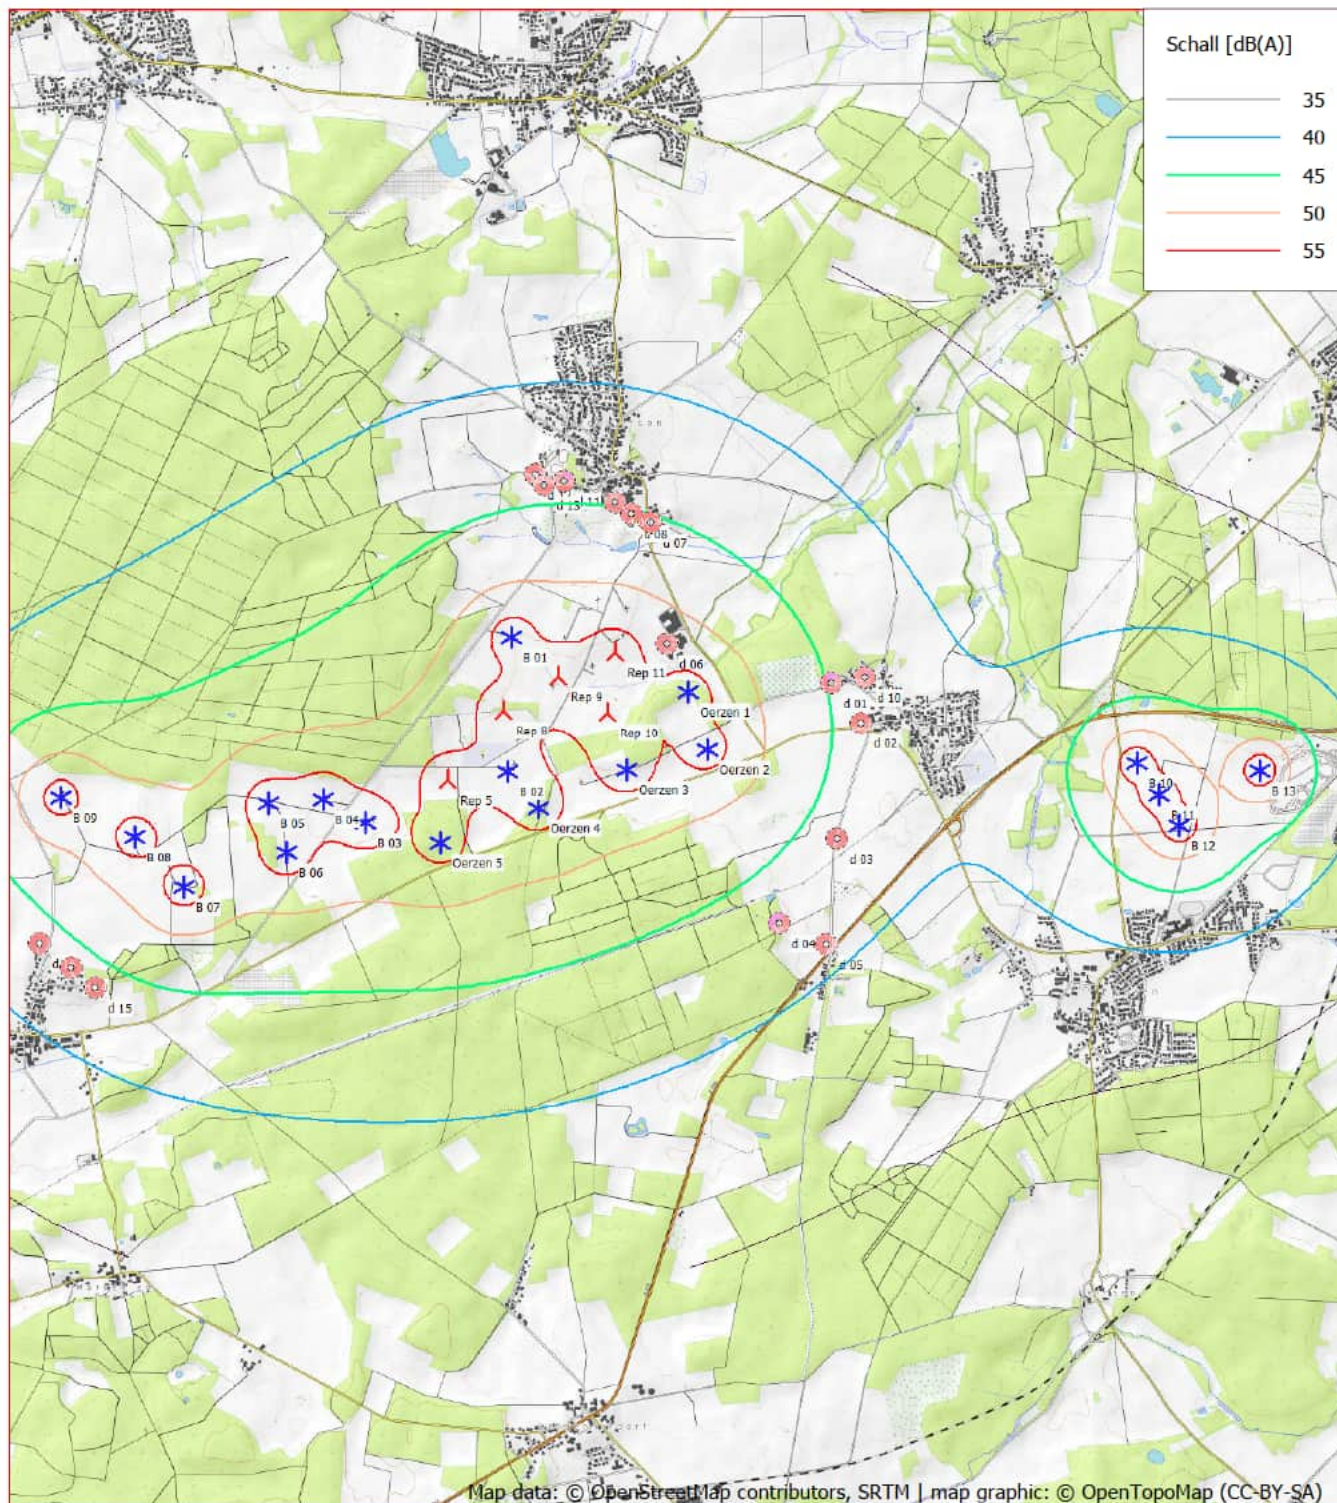 Schall [dB(A)]
35
40
45
50
55
d 13
d 08
d 07
B 01
d 06
Rep 11
Rep 9
d 10
Oerzen 1
d 01
Rep 8
Rep 10
d 02
Oerzen 2
B 10
B 13
B 02
Oerzen 3
B 09
Rep 5
B 05
B 04
B 11
Oerzen 4
B 03
B 12
B 08
d 03
Oerzen 5
B 06
B 07
d 04
d 05
d 15
Map data: © OpenStreetMap contributors, SRTM | map graphic: © OpenTopoMap (CC-BY-SA)